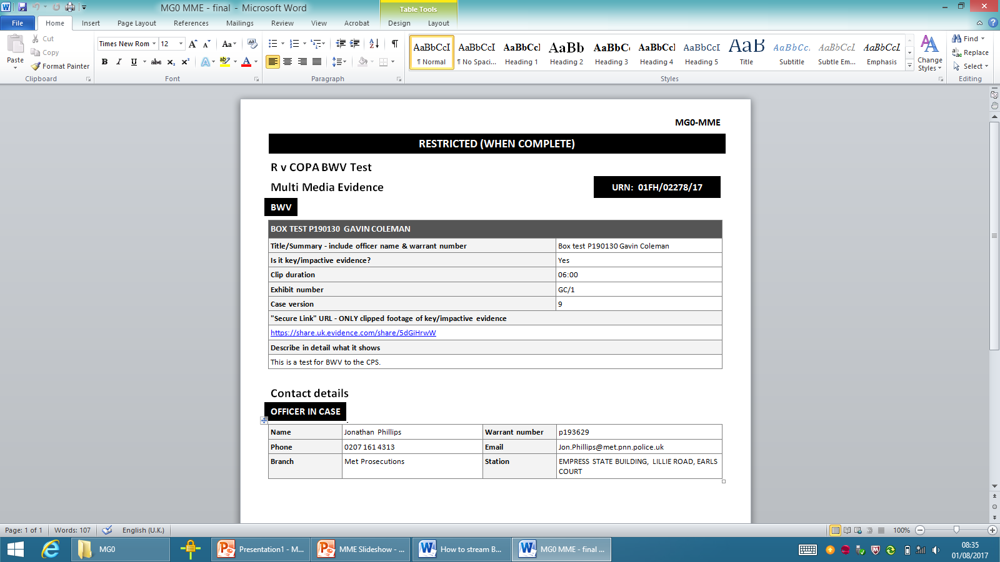 MG0 MME - final - Microsoft Word
Table Tools
File Home Insert Page Layout References Mailings Review View Acrobat Design Layout
Paste
Cut
Copy
Format Painter
Clipboard
Times New Rom 12
Font
Paragraph
AaBbCcI AaBbCcI AaBbCc AaBb AaBbC AaBbCcI AaBbCcI AaB AaBbCc. AaBbCcI AaBbCcL
¶ Normal ¶ No Spaci... Heading 1 Heading 2 Heading 3 Heading 4 Heading 5 Title Subtitle Subtle Em... Emphasis
Change Styles
Styles
Find
Replace
Select
Editing
MG0-MME
RESTRICTED (WHEN COMPLETE)
R v COPA BWV Test
Multi Media Evidence
URN: 01FH/02278/17
BWV
BOX TEST P190130 GAVIN COLEMAN
Title/Summary - include officer name & warrant number Box test P190130 Gavin Coleman
Is it key/impactive evidence? Yes
Clip duration 06:00
Exhibit number GC/1
Case version 9
"Secure Link" URL - ONLY clipped footage of key/impactive evidence
https://share.uk.evidence.com/share/5dGiHrwW
Describe in detail what it shows
This is a test for BWV to the CPS.
Contact details
OFFICER IN CASE
Name Jonathan Phillips Warrant number p193629
Phone 0207 161 4313 Email Jon.Phillips@met.pnn.police.uk
Branch Met Prosecutions Station EMPRESS STATE BUILDING, LILLIE ROAD, EARLS
COURT
Page: 1 of 1 Words: 107 English (U.K.) 100%
MG0 Presentation1 - M... MME Slideshow - ... How to stream B... MG0 MME - final ...
08:35
01/08/2017